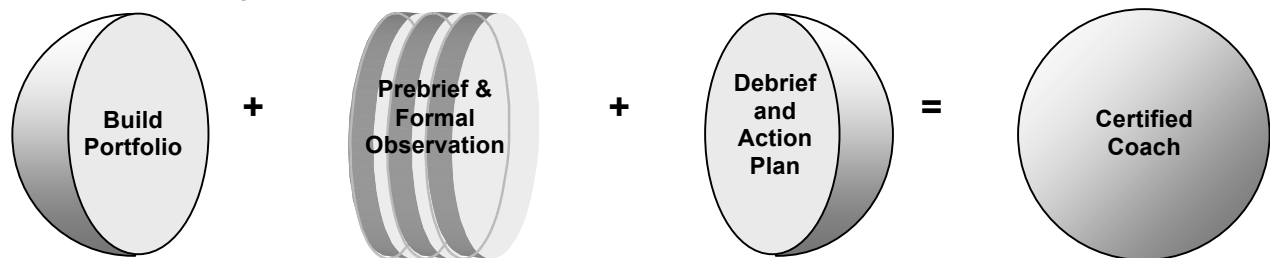 Build
Portfolio
+
Prebrief &
Formal
Observation
+
Debrief
and
Action
Plan
=
Certified
Coach